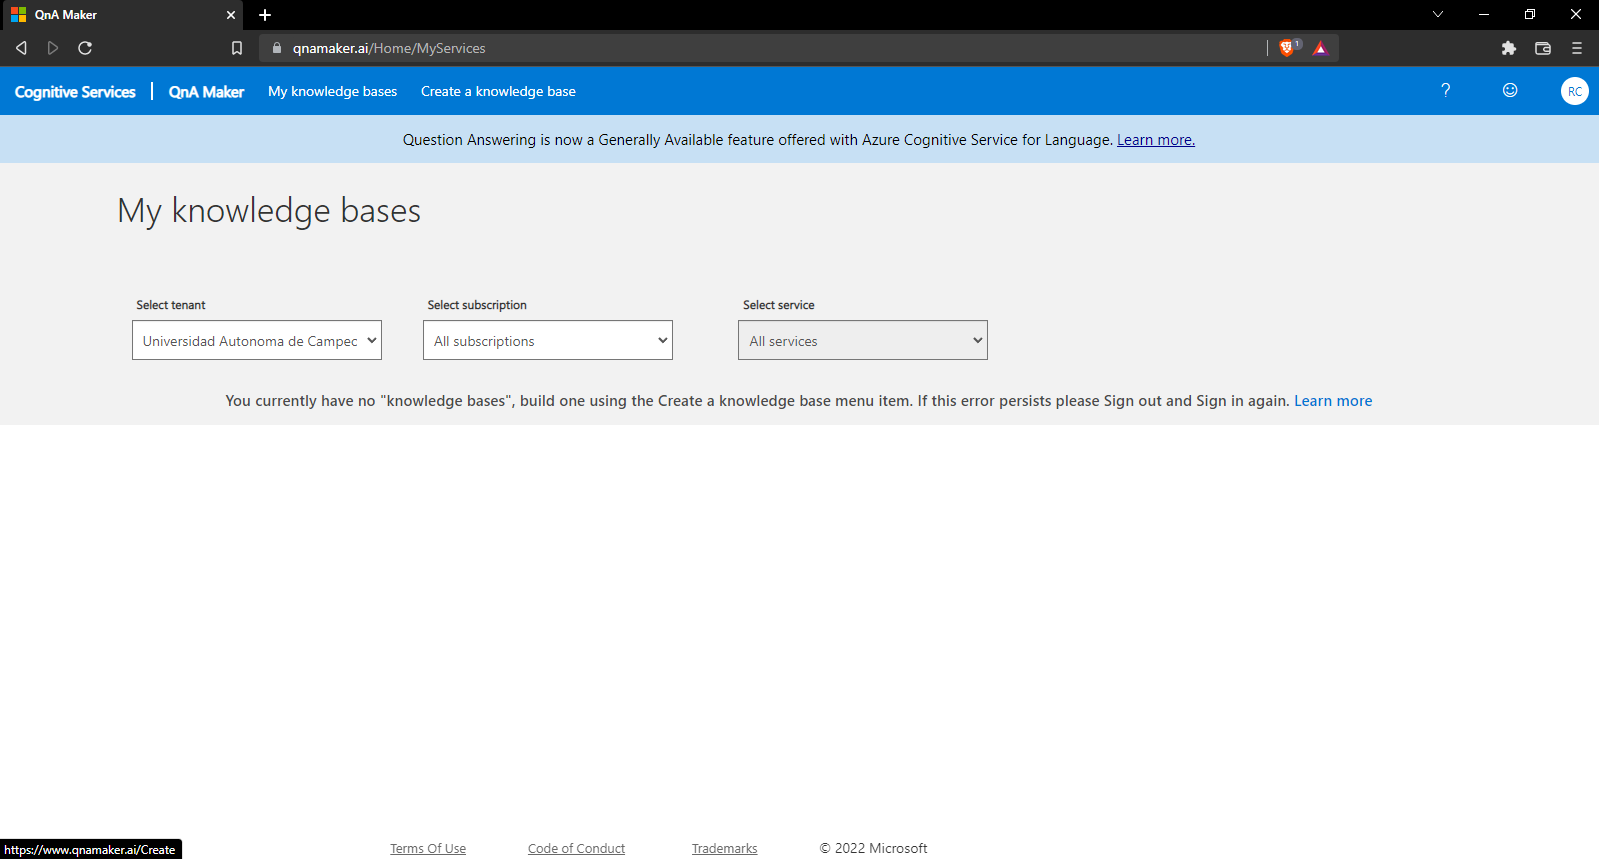 QnA Maker
qnamaker.ai/Home/MyServices
1
Cognitive Services | QnA Maker My knowledge bases Create a knowledge base ? RC
Question Answering is now a Generally Available feature offered with Azure Cognitive Service for Language. Learn more.
My knowledge bases
Select tenant Select subscription Select service
Universidad Autonoma de Campec All subscriptions All services
You currently have no "knowledge bases", build one using the Create a knowledge base menu item. If this error persists please Sign out and Sign in again. Learn more
https://www.qnamaker.ai/Create Terms Of Use Code of Conduct Trademarks © 2022 Microsoft